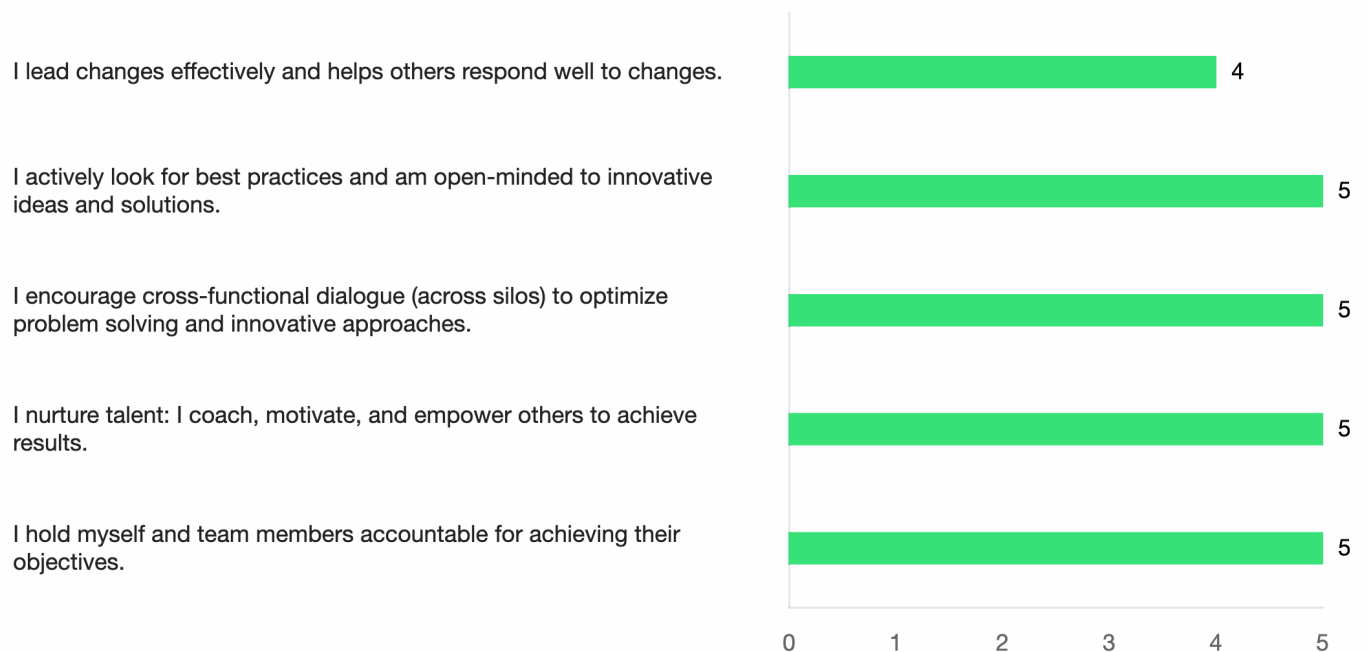 I lead changes effectively and helps others respond well to changes.
4
I actively look for best practices and am open-minded to innovative
ideas and solutions.
5
I encourage cross-functional dialogue (across silos) to optimize
problem solving and innovative approaches.
5
I nurture talent: I coach, motivate, and empower others to achieve
results.
5
I hold myself and team members accountable for achieving their
objectives.
5
0 1 2 3 4 5